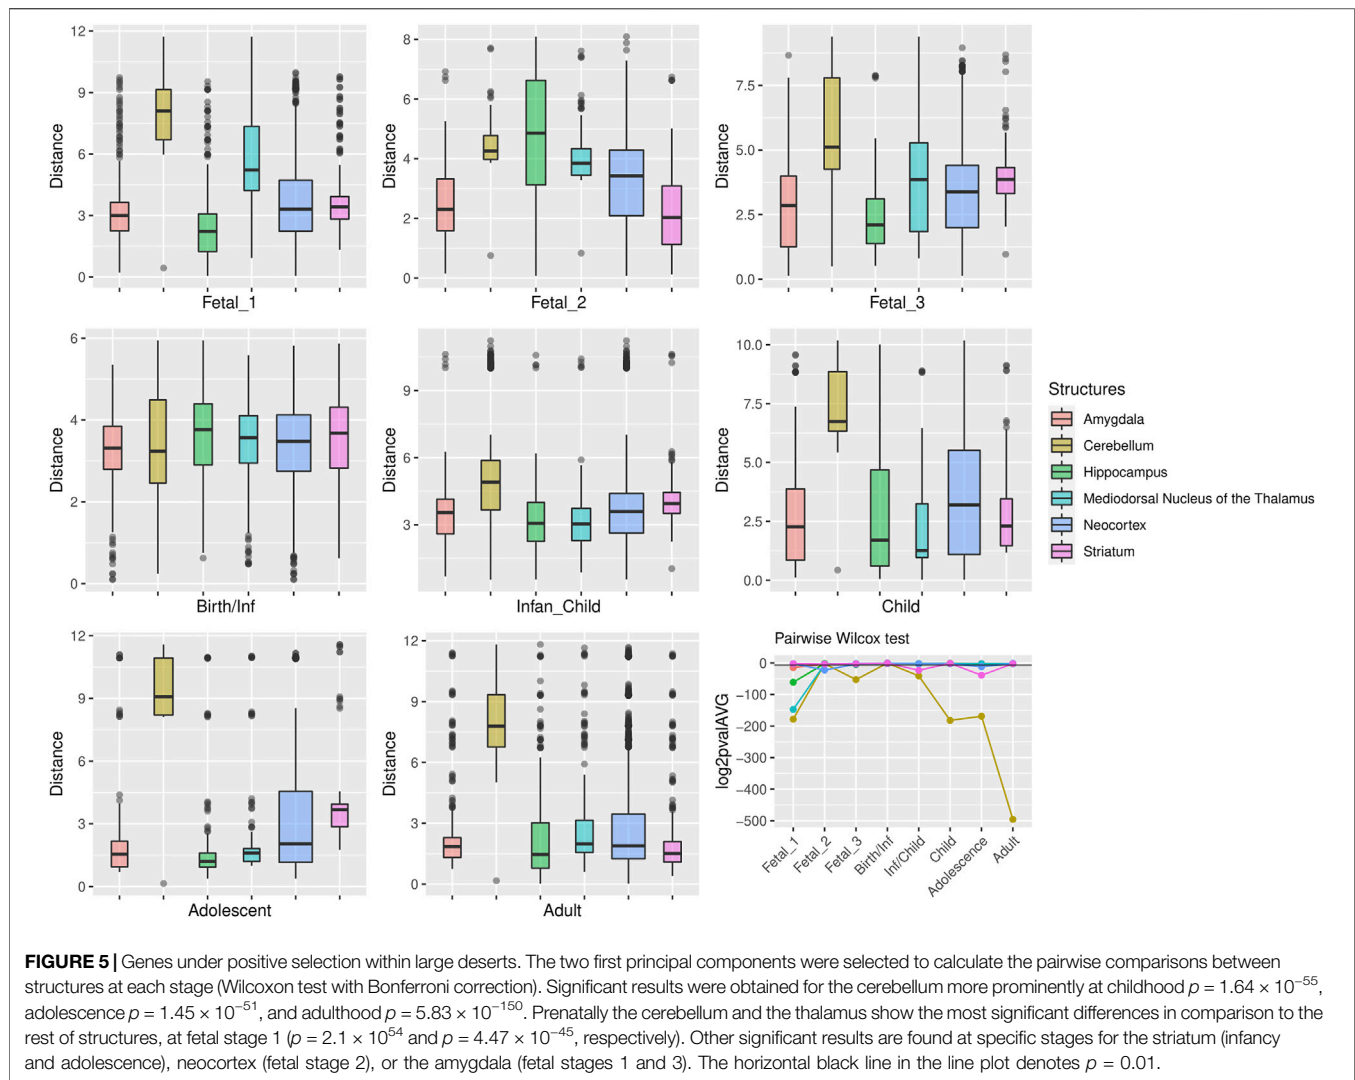 12
9
6
3
0
Distance
Fetal_1
8
6
4
2
0
Distance
Fetal_2
7.5
5.0
2.5
0.0
Distance
Fetal_3
6
4
2
0
Distance
Birth/Inf
9
6
3
Distance
Infan_Child
10.0
7.5
5.0
2.5
0.0
Distance
Child
Structures
Amygdala
Cerebellum
Hippocampus
Mediodorsal Nucleus of the Thalamus
Neocortex
Striatum
12
9
6
3
0
Distance
Adolescent
12
9
6
3
0
Distance
Adult
Pairwise Wilcox test
0
−100
−200
−300
−400
−500
log2pvalAVG
Fetal_1
Fetal_2
Fetal_3
Birth/Inf
Inf/Child
Child
Adolescence
Adult
FIGURE 5 | Genes under positive selection within large deserts. The two first principal components were selected to calculate the pairwise comparisons between
structures at each stage (Wilcoxon test with Bonferroni correction). Significant results were obtained for the cerebellum more prominently at childhood p = 1.64 × 10⁻⁵⁵,
adolescence p = 1.45 × 10⁻⁵¹, and adulthood p = 5.83 × 10⁻¹⁵⁰. Prenatally the cerebellum and the thalamus show the most significant differences in comparison to the
rest of structures, at fetal stage 1 (p = 2.1 × 10⁵⁴ and p = 4.47 × 10⁻⁴⁵, respectively). Other significant results are found at specific stages for the striatum (infancy
and adolescence), neocortex (fetal stage 2), or the amygdala (fetal stages 1 and 3). The horizontal black line in the line plot denotes p = 0.01.